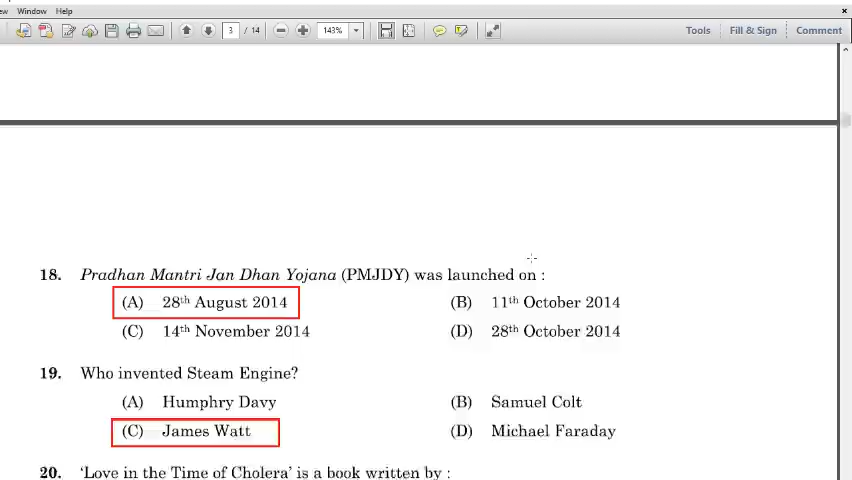 Window Help
3 / 14 143% Tools Fill & Sign Comment
18. Pradhan Mantri Jan Dhan Yojana (PMJDY) was launched on :
(A) 28th August 2014 (B) 11th October 2014
(C) 14th November 2014 (D) 28th October 2014
19. Who invented Steam Engine?
(A) Humphry Davy (B) Samuel Colt
(C) James Watt (D) Michael Faraday
20. 'Love in the Time of Cholera' is a book written by :